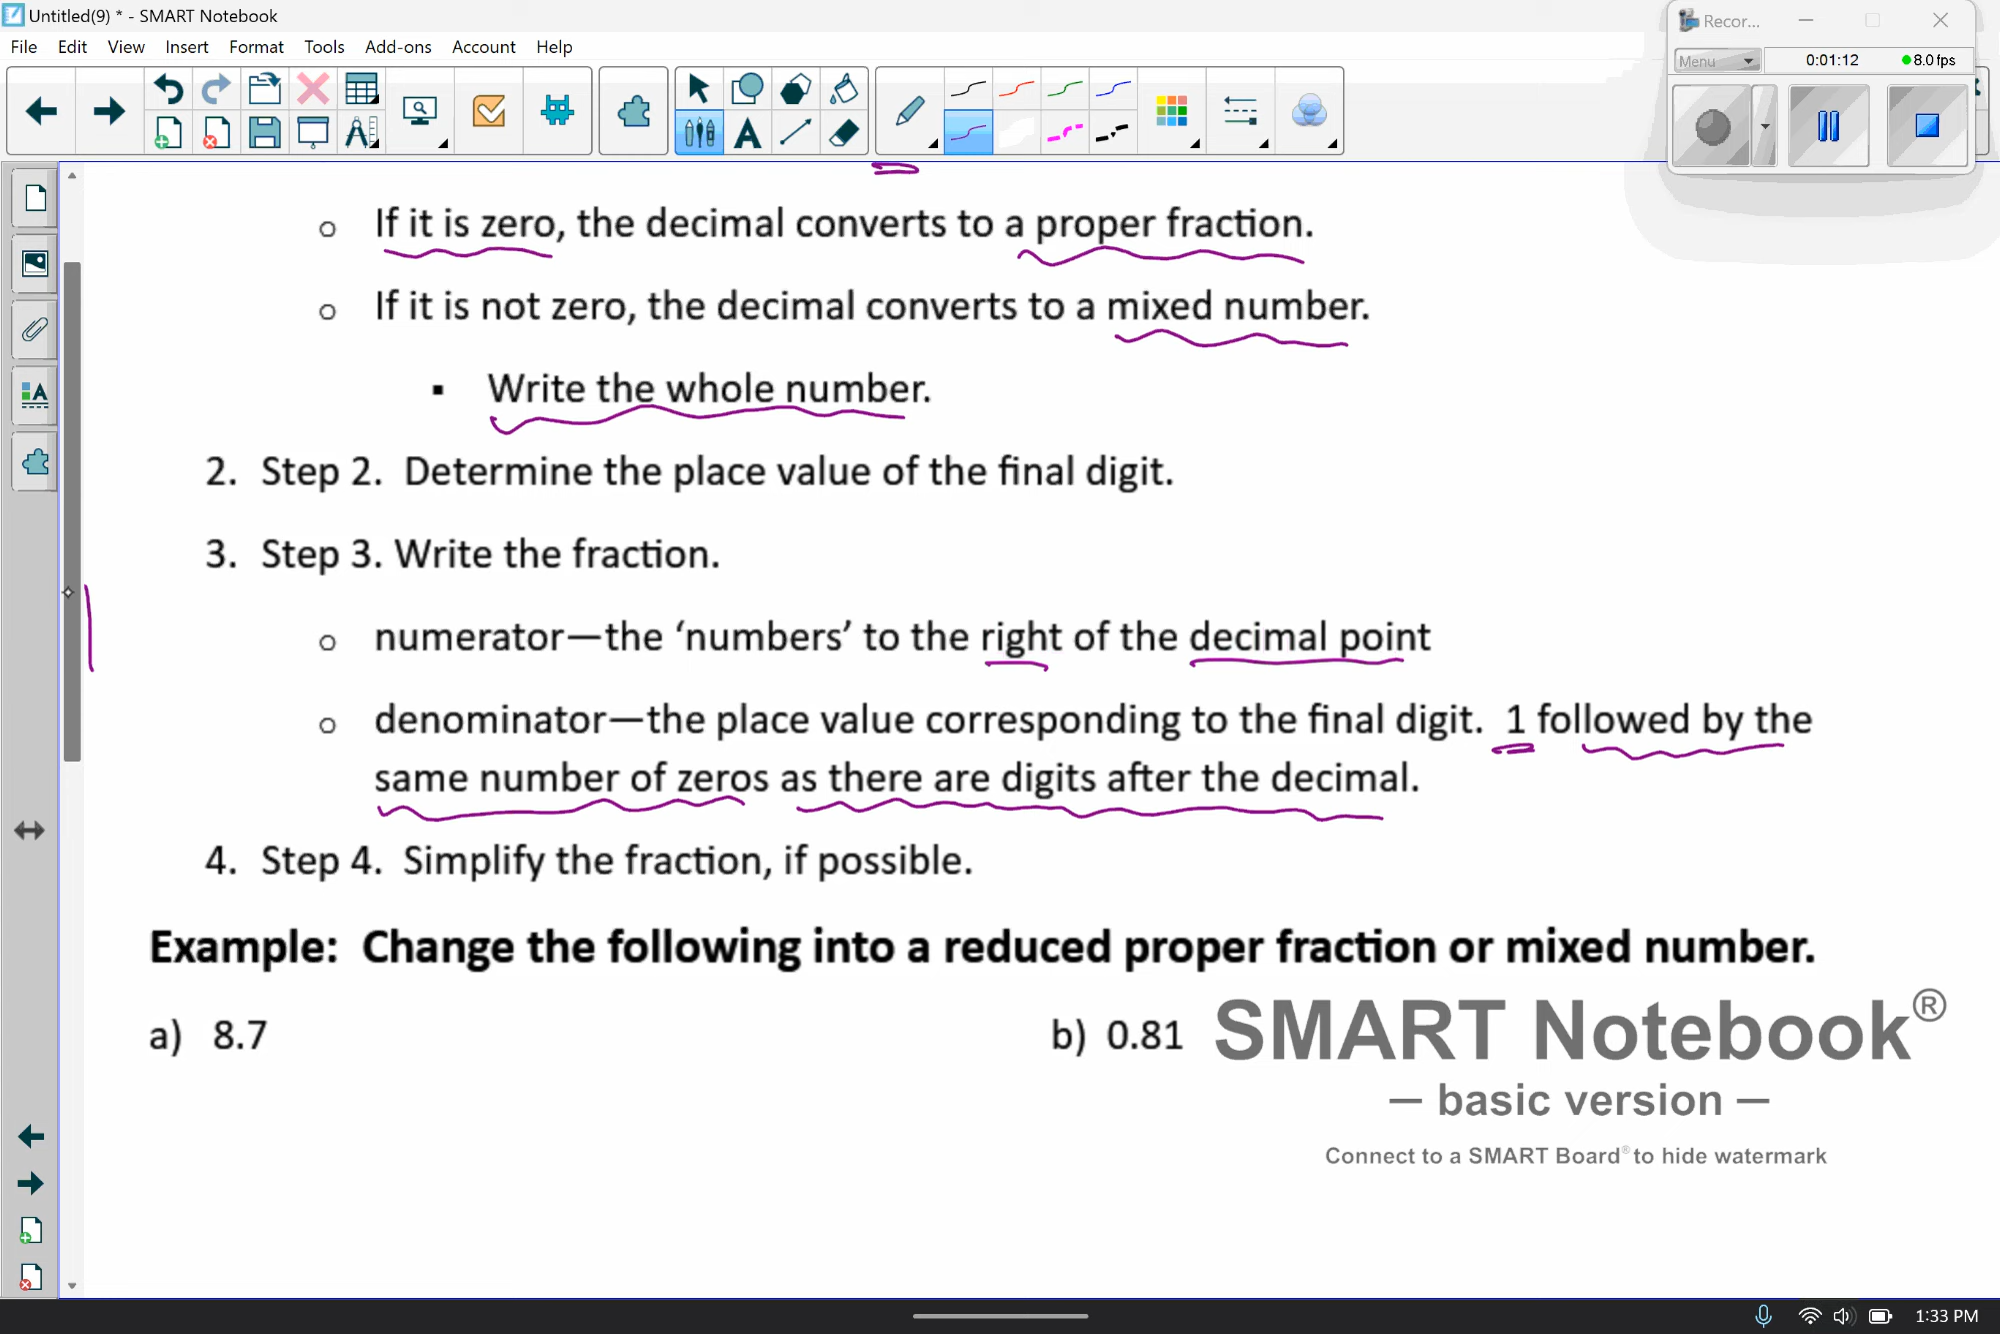 Untitled(9) * - SMART Notebook
Recor...
File Edit View Insert Format Tools Add-ons Account Help
Menu 0:01:12 8.0 fps
If it is zero, the decimal converts to a proper fraction.
If it is not zero, the decimal converts to a mixed number.
Write the whole number.
2. Step 2. Determine the place value of the final digit.
3. Step 3. Write the fraction.
numerator—the ‘numbers’ to the right of the decimal point
denominator—the place value corresponding to the final digit. 1 followed by the
same number of zeros as there are digits after the decimal.
4. Step 4. Simplify the fraction, if possible.
Example: Change the following into a reduced proper fraction or mixed number.
a) 8.7
b) 0.81
SMART Notebook®
— basic version —
Connect to a SMART Board® to hide watermark
1:33 PM